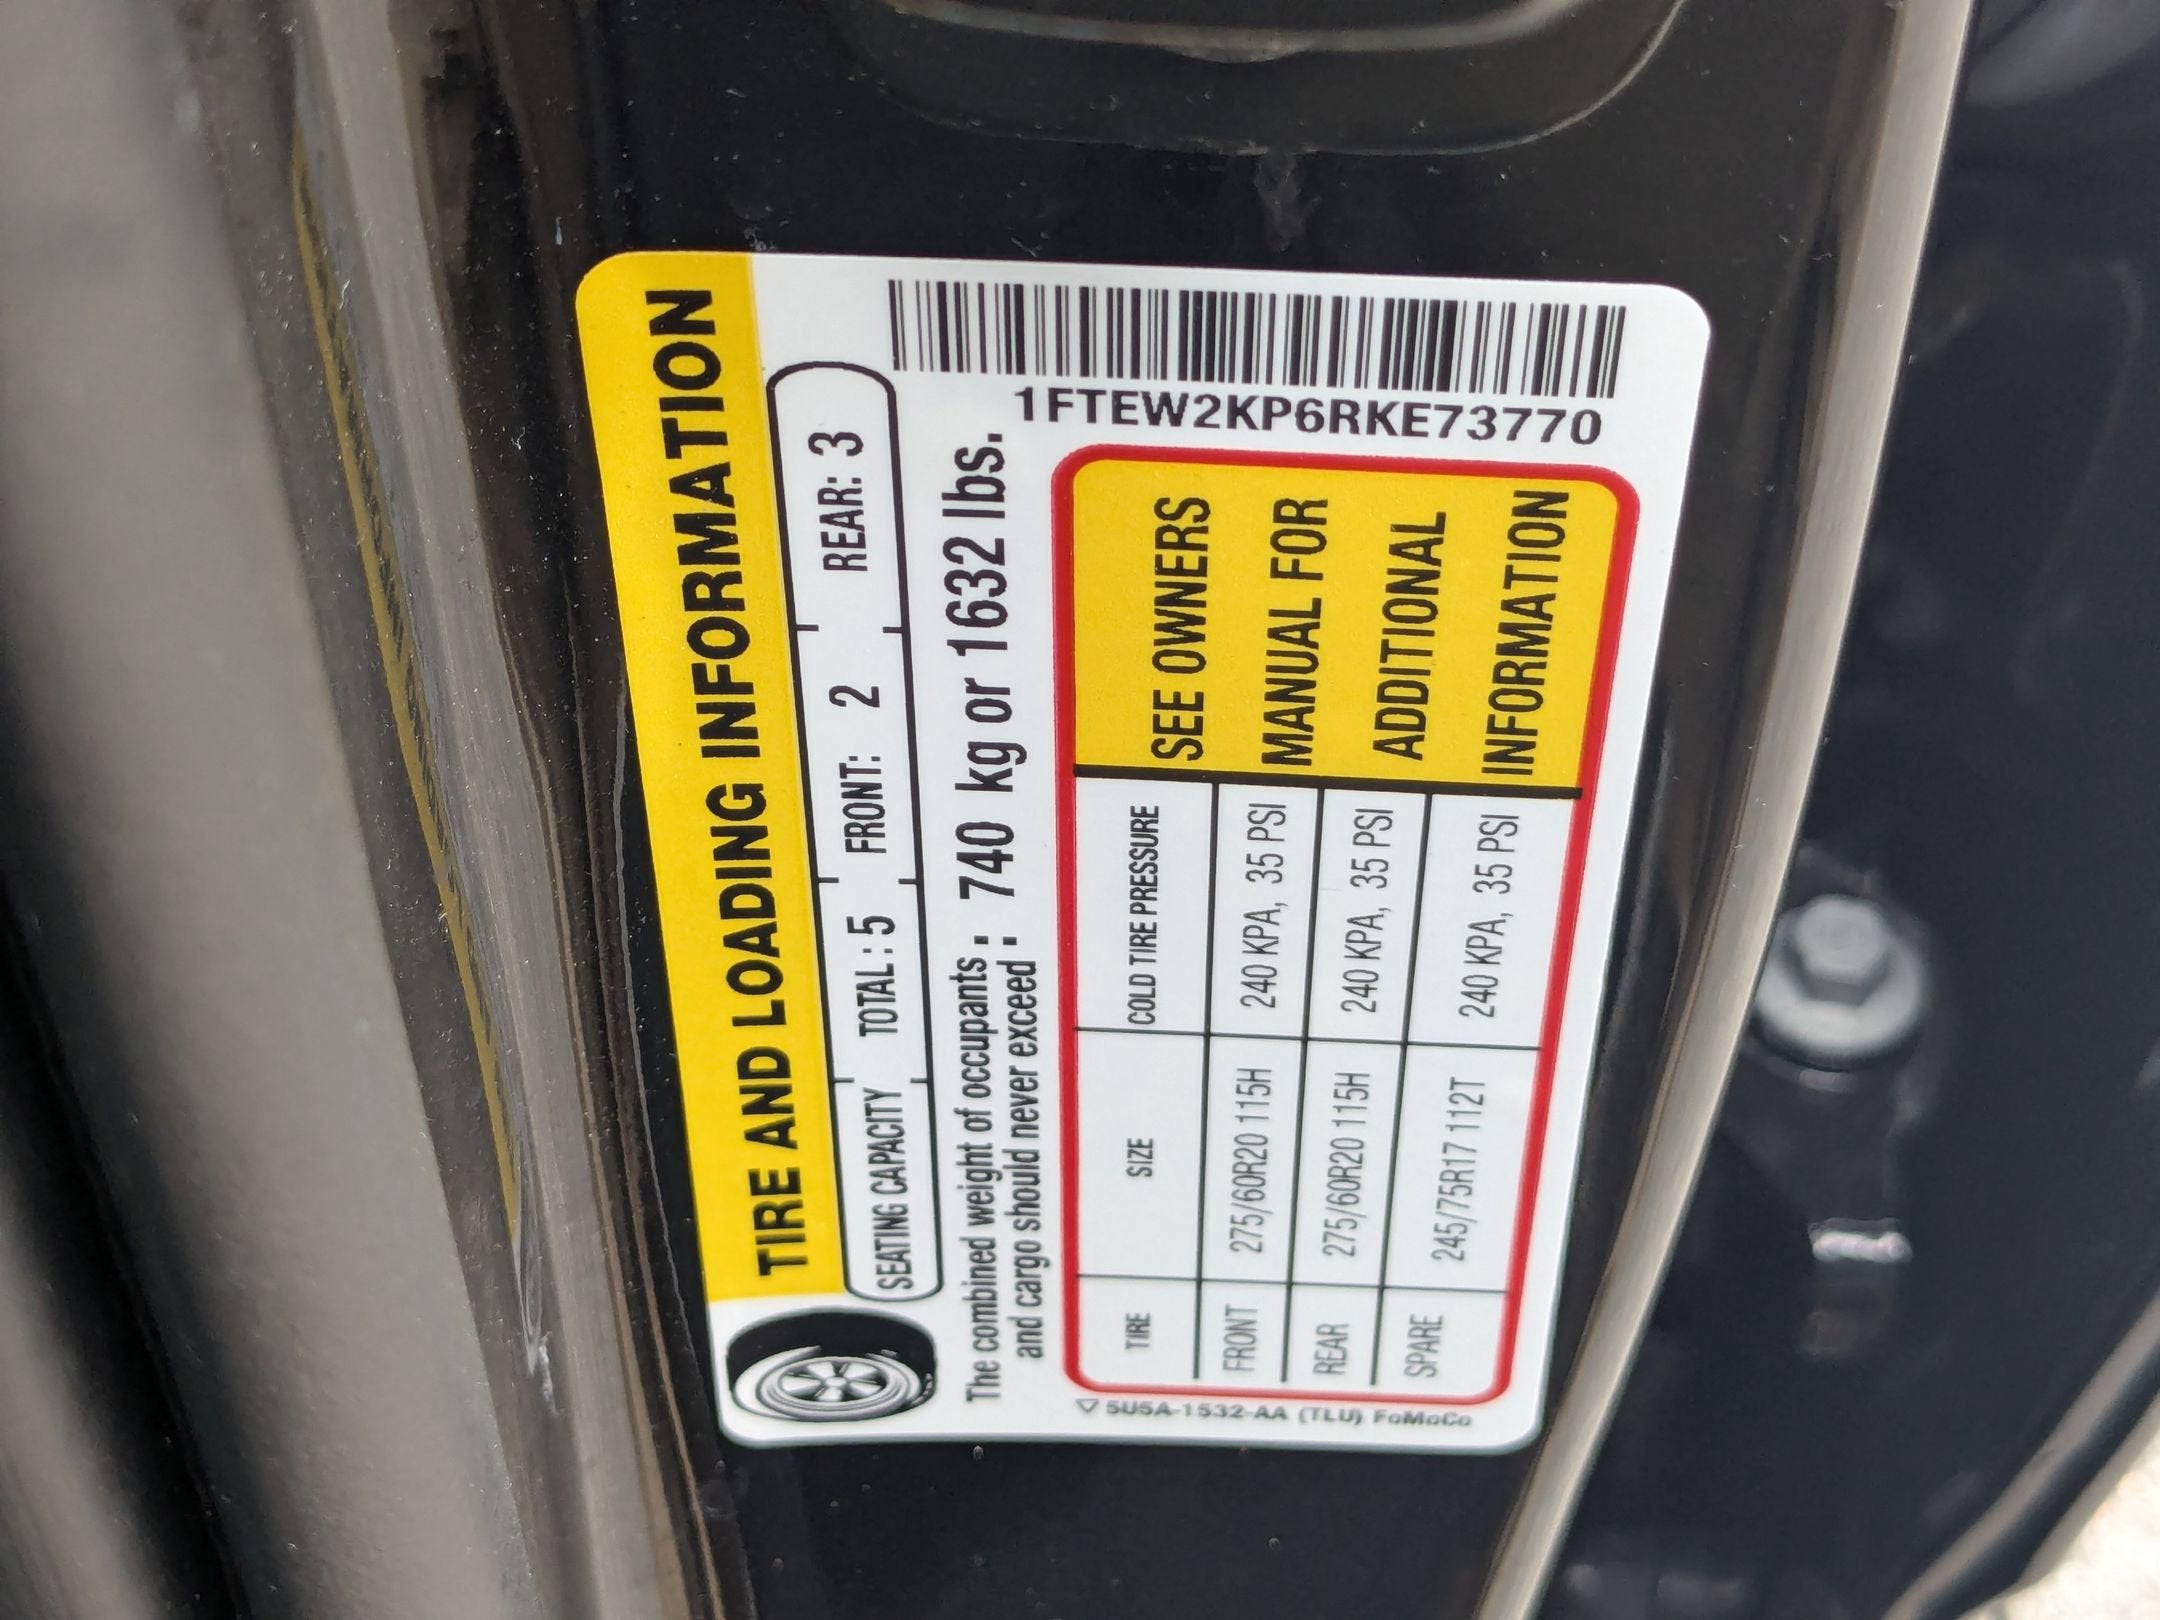 TIRE AND LOADING INFORMATION
SEATING CAPACITY TOTAL : 5 FRONT: 2 REAR: 3
The combined weight of occupants : 740 kg or 1632 lbs.
and cargo should never exceed :
1FTEW2KP6RKE73770
TIRE SIZE COLD TIRE PRESSURE
FRONT 275/60R20 115H 240 KPA, 35 PSI
REAR 275/60R20 115H 240 KPA, 35 PSI
SPARE 245/75R17 112T 240 KPA, 35 PSI
SEE OWNERS
MANUAL FOR
ADDITIONAL
INFORMATION
5U5A-1532-AA (TLU) FoMoCo